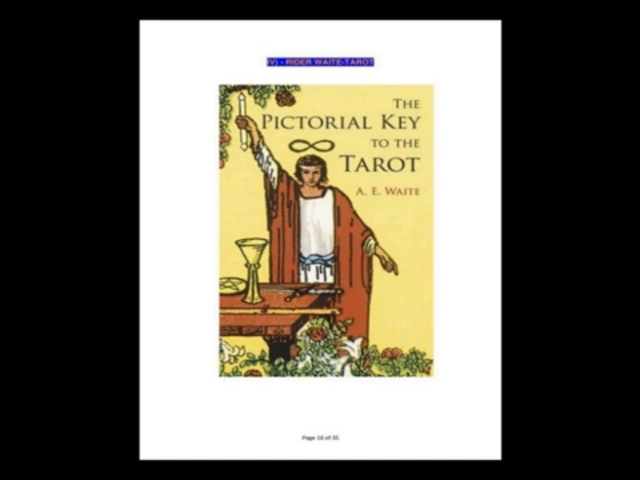 IV) - RIDER WAITE-TAROT
THE
PICTORIAL KEY
TO THE
TAROT
A. E. WAITE
Page 16 of 35